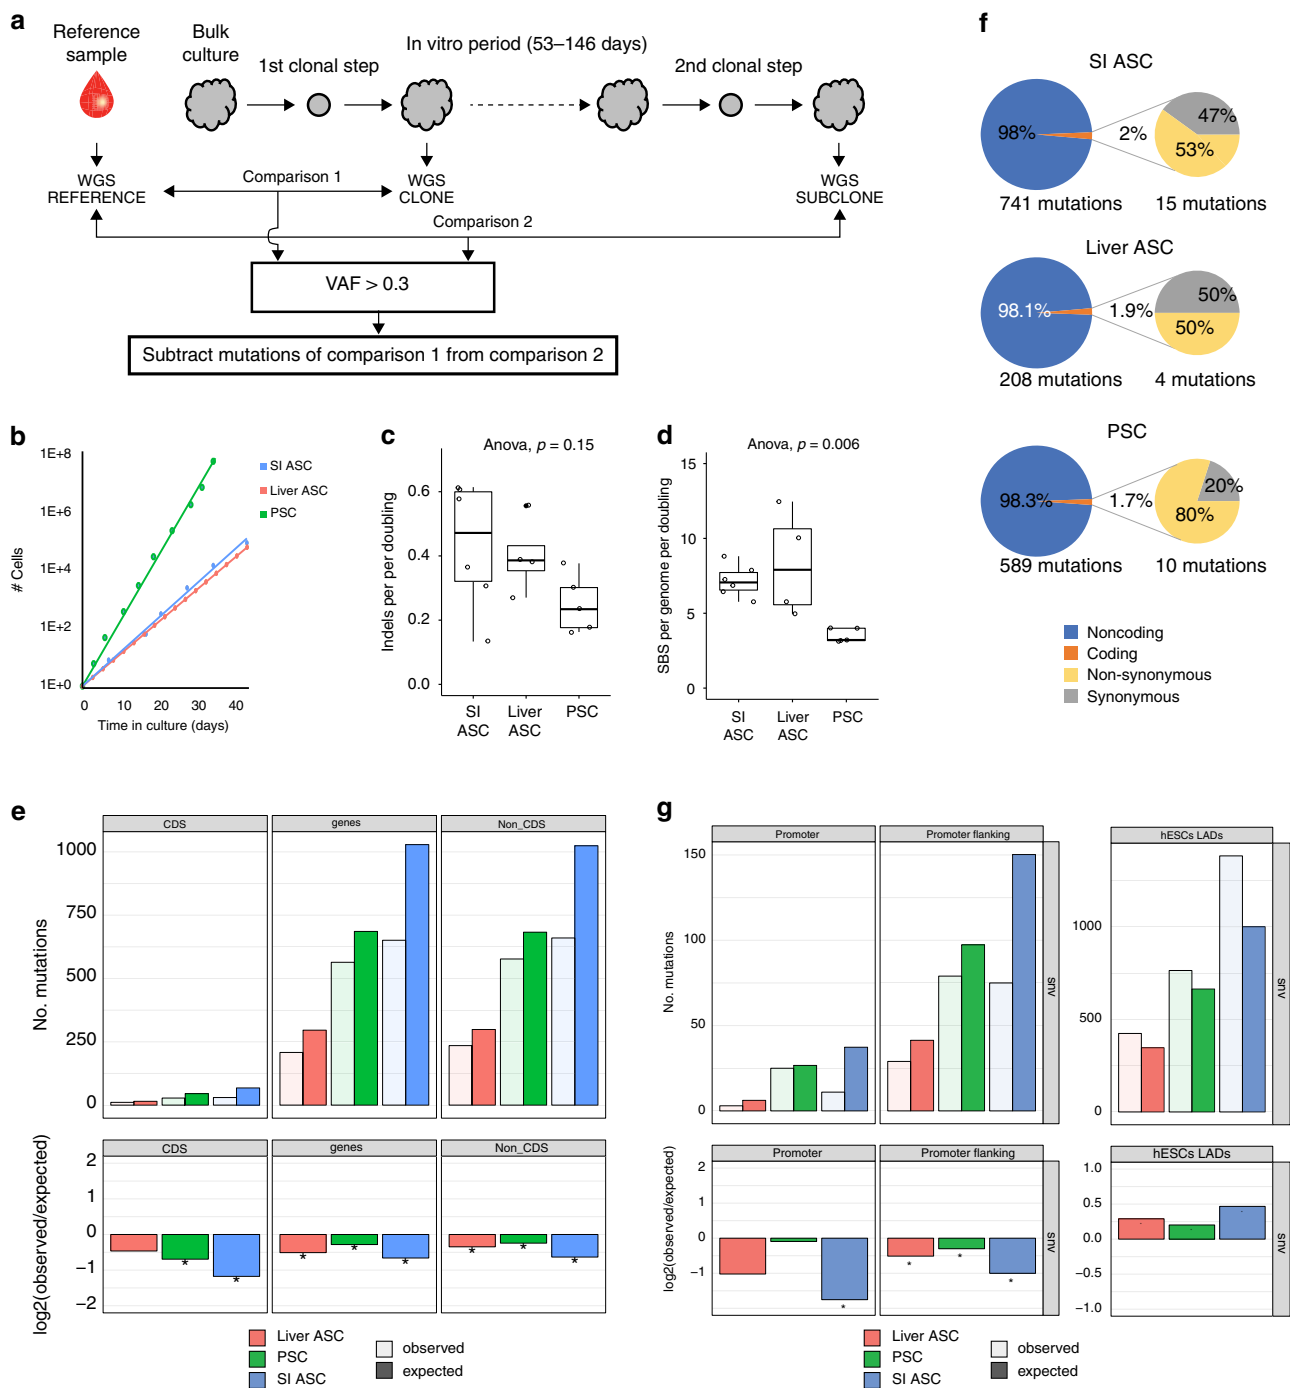 a
Reference
sample
Bulk
culture
1st clonal step
In vitro period (53–146 days)
2nd clonal step
WGS
REFERENCE
Comparison 1
WGS
CLONE
WGS
SUBCLONE
Comparison 2
VAF > 0.3
Subtract mutations of comparison 1 from comparison 2
b
1E+8
1E+6
1E+4
1E+2
1E+0
# Cells
0
10
20
30
40
Time in culture (days)
SI ASC
Liver ASC
PSC
c
Anova, p = 0.15
Indels per per doubling
0.6
0.4
0.2
0.0
SI
ASC
Liver
ASC
PSC
d
Anova, p = 0.006
SBS per genome per doubling
15
10
5
0
SI
ASC
Liver
ASC
PSC
f
SI ASC
98%
2%
47%
53%
741 mutations
15 mutations
Liver ASC
98.1%
1.9%
50%
50%
208 mutations
4 mutations
PSC
98.3%
1.7%
20%
80%
589 mutations
10 mutations
Noncoding
Coding
Non-synonymous
Synonymous
e
CDS
genes
Non_CDS
No. mutations
1000
750
500
250
0
CDS
genes
Non_CDS
log2(observed/expected)
2
1
0
−1
−2
*
*
*
*
*
*
*
*
Liver ASC
PSC
SI ASC
observed
expected
g
Promoter
Promoter flanking
hESCs LADs
No. mutations
150
100
50
0
snv
1000
500
0
snv
Promoter
Promoter flanking
hESCs LADs
log2(observed/expected)
2
1
0
−1
*
*
*
*
snv
1.0
0.5
0.0
−0.5
−1.0
snv
Liver ASC
PSC
SI ASC
observed
expected